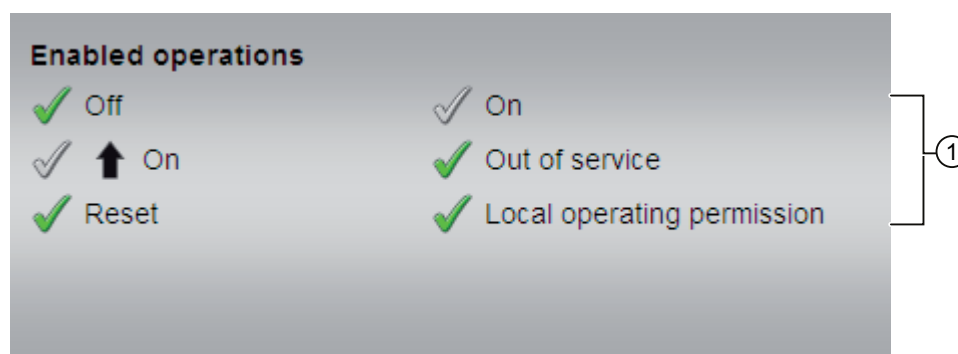 Enabled operations
Off
On
On
Out of service
Reset
Local operating permission
1